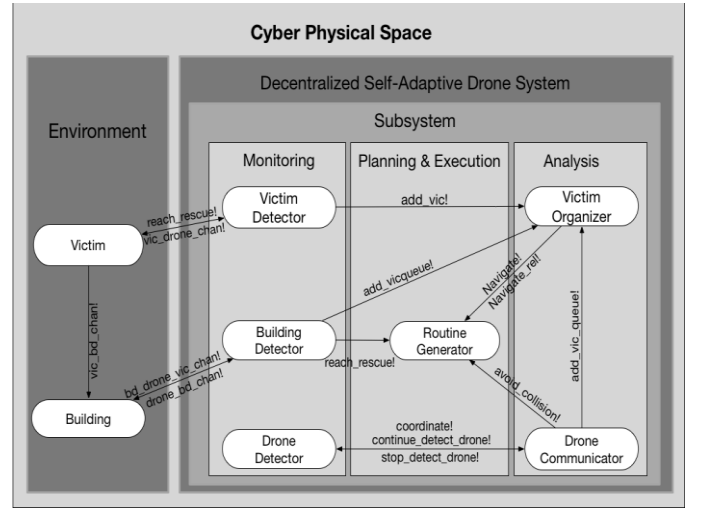 Cyber Physical Space
Decentralized Self-Adaptive Drone System
Environment
Subsystem
Monitoring
Planning & Execution
Analysis
Victim
Detector
add_vic!
Victim
Organizer
reach_rescue!
vic_drone_chan!
Victim
add_vicqueue!
Navigate!
Navigate_rel!
vic_bd_chan!
Building
Detector
Routine
Generator
reach_rescue!
add_vic_queue!
bd_drone_vic_chan!
drone_bd_chan!
avoid_collision!
Building
Drone
Detector
coordinate!
continue_detect_drone!
stop_detect_drone!
Drone
Communicator